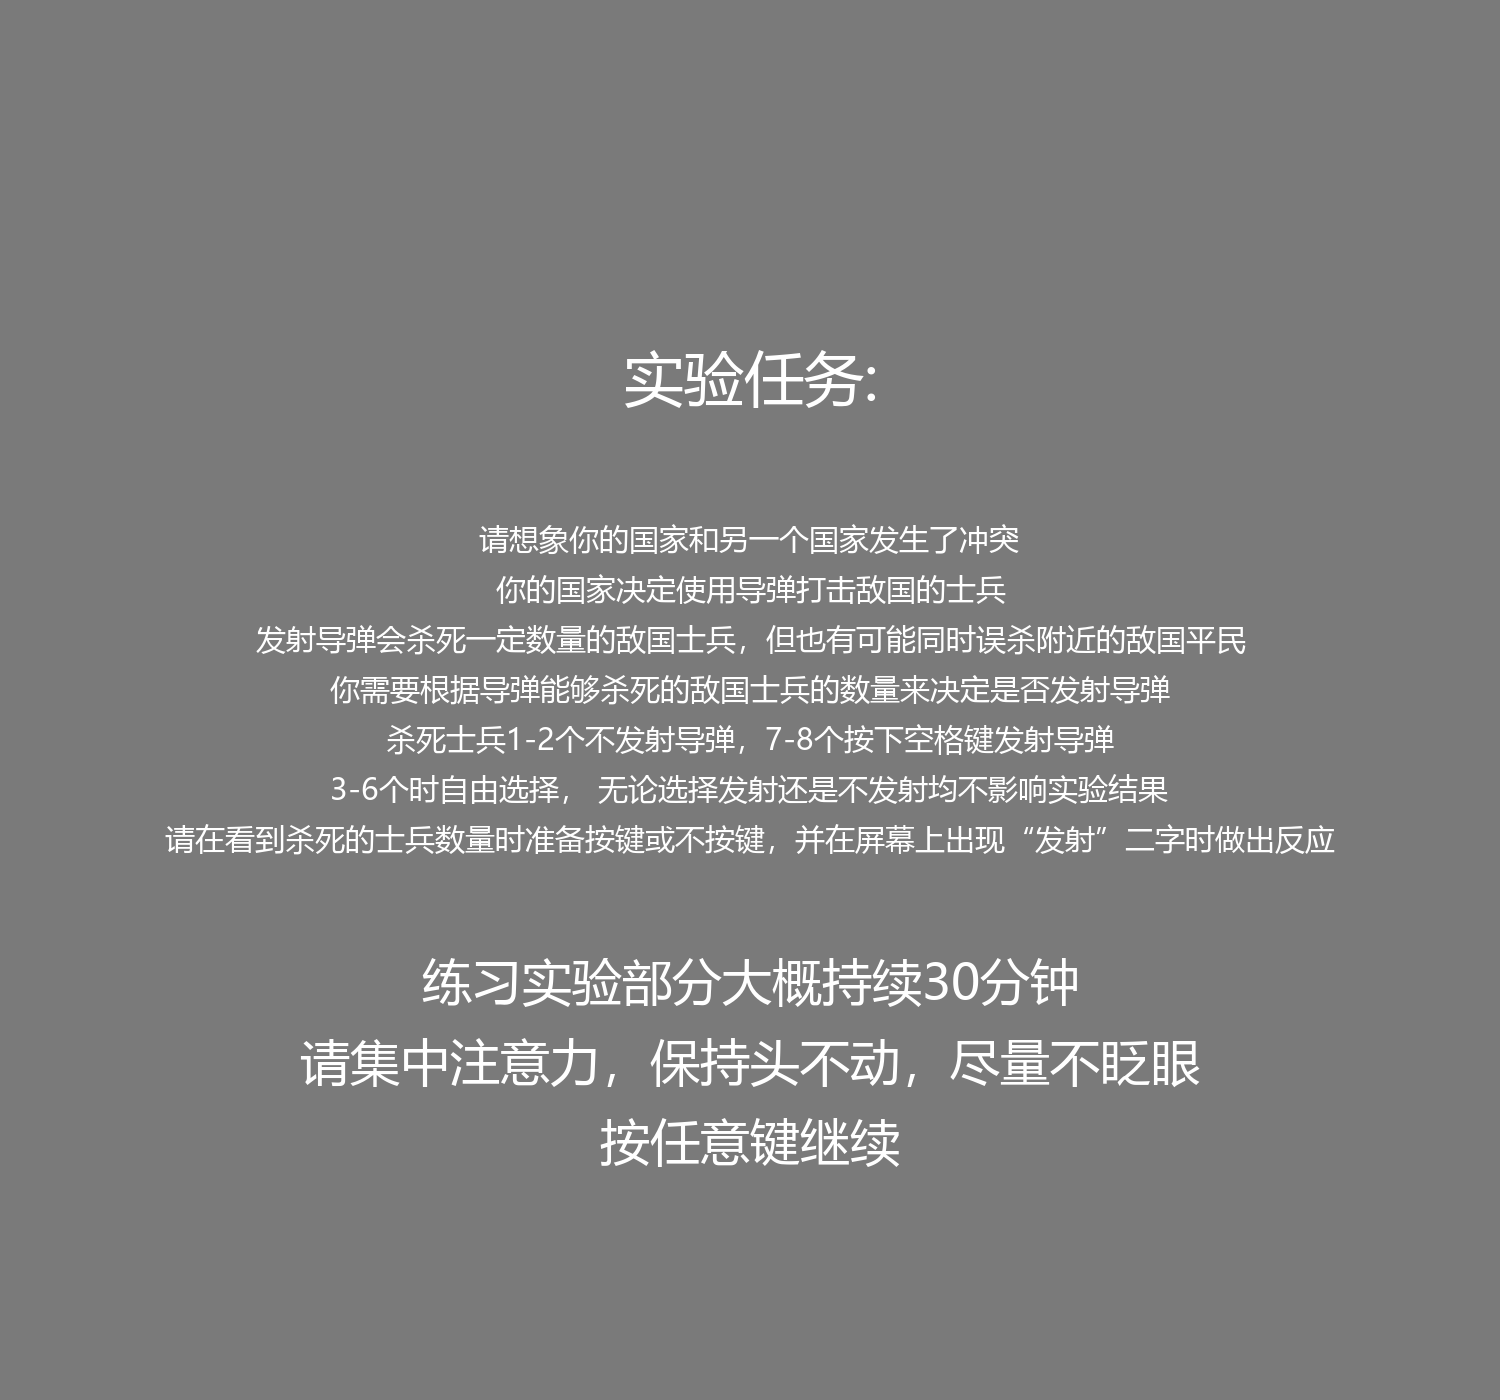 实验任务:
请想象你的国家和另一个国家发生了冲突
你的国家决定使用导弹打击敌国的士兵
发射导弹会杀死一定数量的敌国士兵，但也有可能同时误杀附近的敌国平民
你需要根据导弹能够杀死的敌国士兵的数量来决定是否发射导弹
杀死士兵1-2个不发射导弹，7-8个按下空格键发射导弹
3-6个时自由选择， 无论选择发射还是不发射均不影响实验结果
请在看到杀死的士兵数量时准备按键或不按键，并在屏幕上出现“发射”二字时做出反应
练习实验部分大概持续30分钟
请集中注意力，保持头不动，尽量不眨眼
按任意键继续